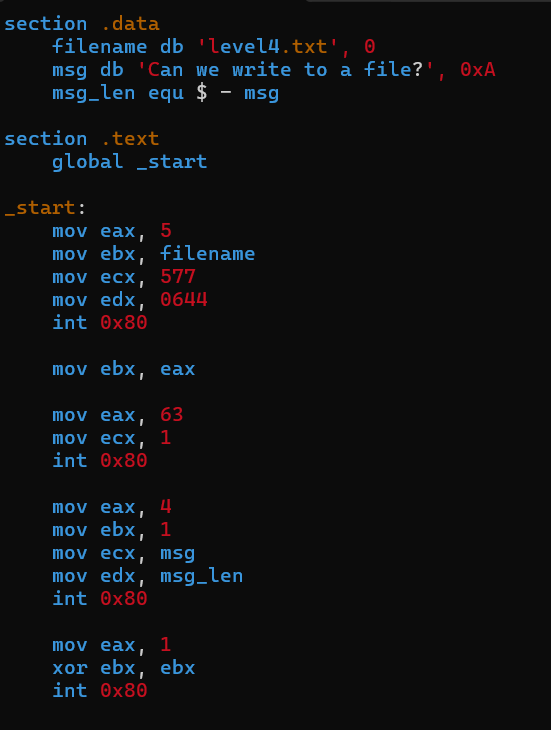 section .data
    filename db 'level4.txt', 0
    msg db 'Can we write to a file?', 0xA
    msg_len equ $ - msg

section .text
    global _start

_start:
    mov eax, 5
    mov ebx, filename
    mov ecx, 577
    mov edx, 0644
    int 0x80

    mov ebx, eax

    mov eax, 63
    mov ecx, 1
    int 0x80

    mov eax, 4
    mov ebx, 1
    mov ecx, msg
    mov edx, msg_len
    int 0x80

    mov eax, 1
    xor ebx, ebx
    int 0x80